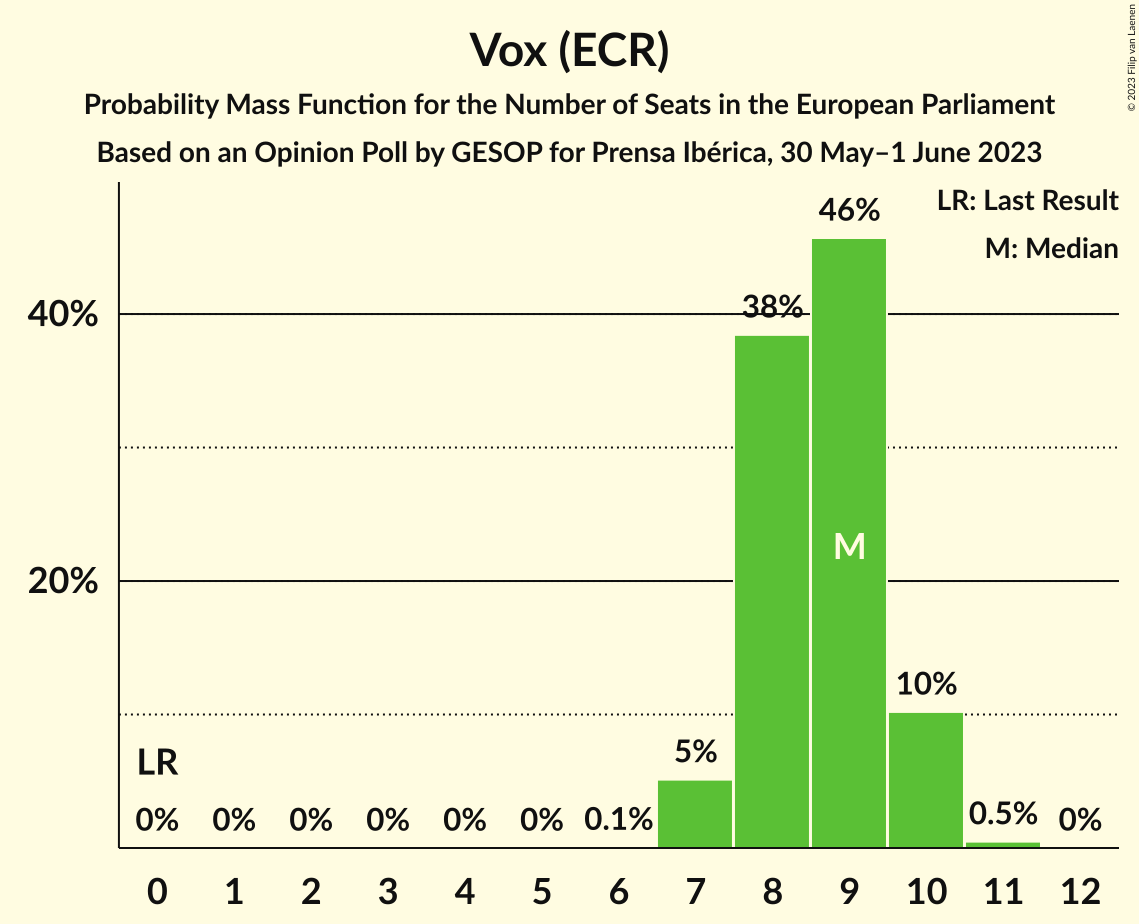 Vox (ECR)
Probability Mass Function for the Number of Seats in the European Parliament
Based on an Opinion Poll by GESOP for Prensa Ibérica, 30 May–1 June 2023
© 2023 Filip van Laenen
LR: Last Result
M: Median
46%
38%
40%
M
20%
10%
5%
LR
0% 0% 0% 0% 0% 0% 0.1% 0.5% 0%
0 1 2 3 4 5 6 7 8 9 10 11 12